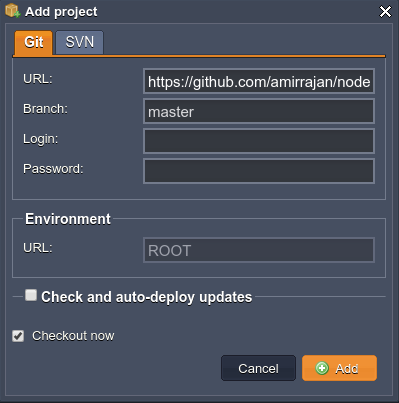 Add project
Git SVN
URL: https://github.com/amirrajan/node
Branch: master
Login:
Password:
Environment
URL: ROOT
Check and auto-deploy updates
Checkout now
Cancel Add